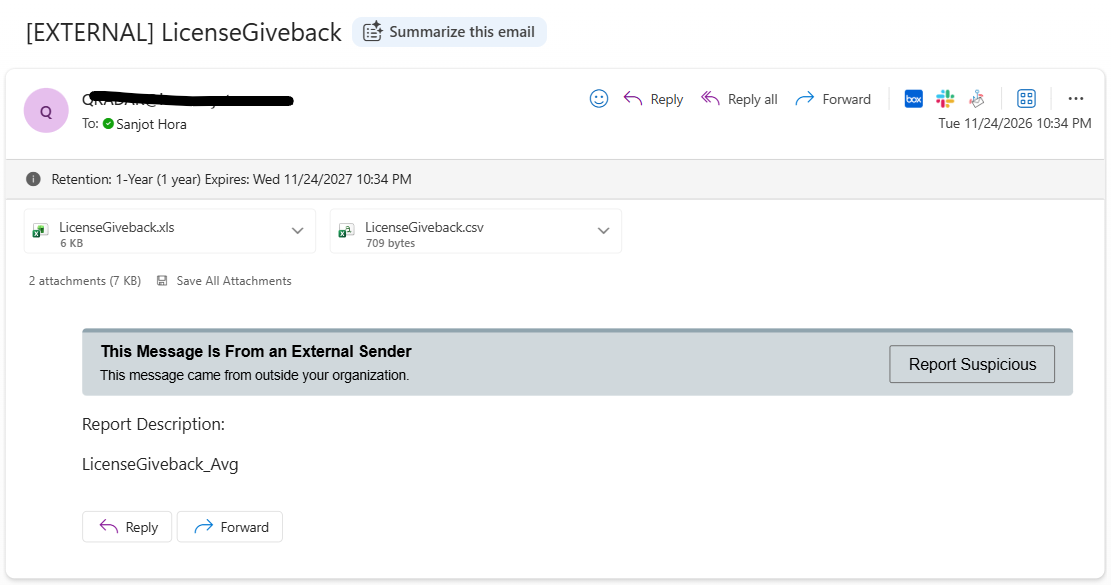 [EXTERNAL] LicenseGiveback
Summarize this email
Q
Reply
Reply all
Forward
box
To: Sanjot Hora
Tue 11/24/2026 10:34 PM
Retention: 1-Year (1 year) Expires: Wed 11/24/2027 10:34 PM
LicenseGiveback.xls
6 KB
LicenseGiveback.csv
709 bytes
2 attachments (7 KB)
Save All Attachments
This Message Is From an External Sender
This message came from outside your organization.
Report Suspicious
Report Description:
LicenseGiveback_Avg
Reply
Forward